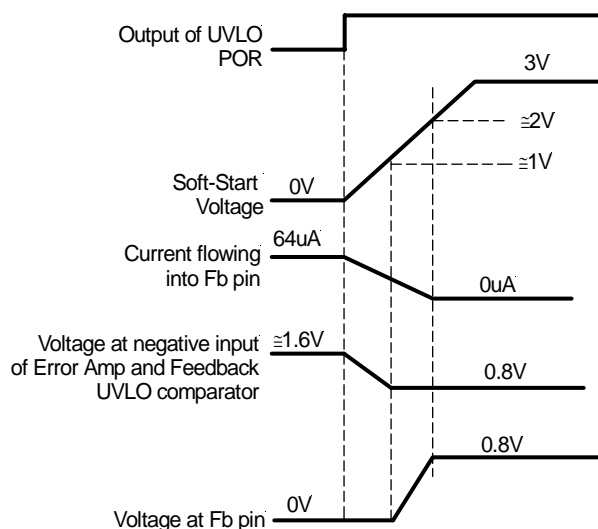 Output of UVLO
POR
3V
≅2V
≅1V
Soft-Start
Voltage
0V
64uA
Current flowing
into Fb pin
0uA
≅1.6V
Voltage at negative input
of Error Amp and Feedback
UVLO comparator
0.8V
0.8V
Voltage at Fb pin
0V